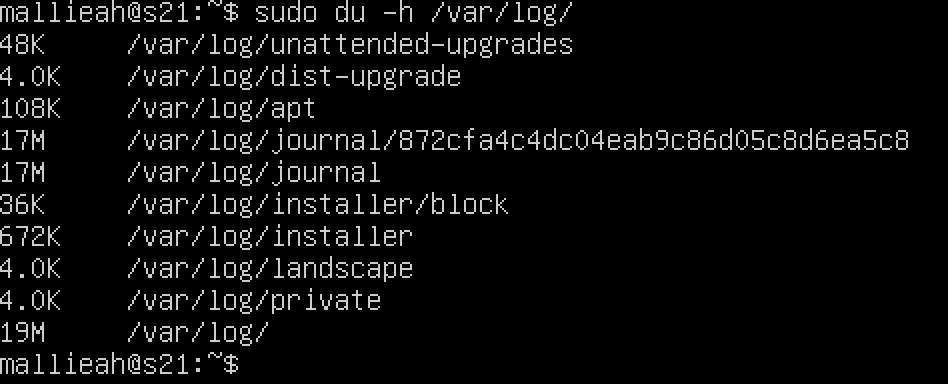 mallieah@s21:~$ sudo du -h /var/log/
48K /var/log/unattended-upgrades
4.0K /var/log/dist-upgrade
108K /var/log/apt
17M /var/log/journal/872cfa4c4dc04eab9c86d05c8d6ea5c8
17M /var/log/journal
36K /var/log/installer/block
672K /var/log/installer
4.0K /var/log/landscape
4.0K /var/log/private
19M /var/log/
mallieah@s21:~$